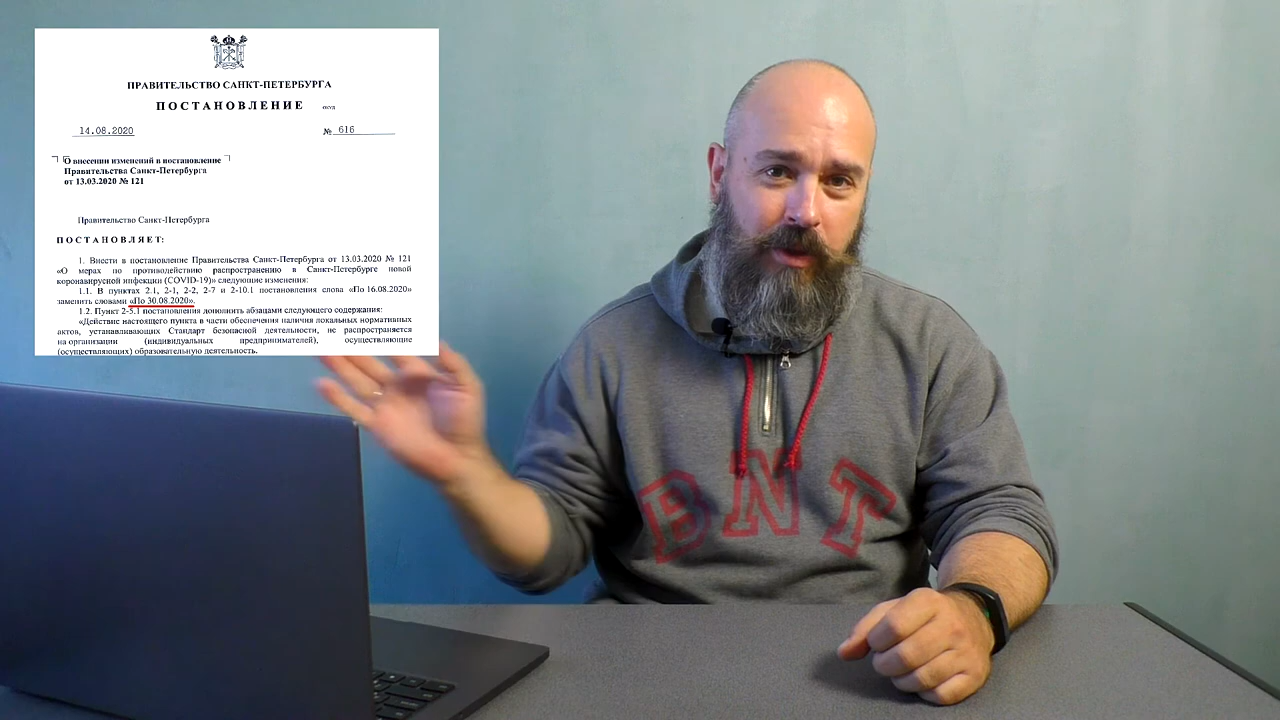 ПРАВИТЕЛЬСТВО САНКТ-ПЕТЕРБУРГА
ПОСТАНОВЛЕНИЕ
14.08.2020 № 616
О внесении изменений в постановление
Правительства Санкт-Петербурга
от 13.03.2020 № 121
Правительство Санкт-Петербурга
ПОСТАНОВЛЯЕТ:
1. Внести в постановление Правительства Санкт-Петербурга от 13.03.2020 № 121
«О мерах по противодействию распространению в Санкт-Петербурге новой
коронавирусной инфекции (COVID-19)» следующие изменения:
1.1. В пунктах 2.1, 2-1, 2-2, 2-7 и 2-10.1 постановления слова «По 16.08.2020»
заменить словами «По 30.08.2020».
1.2. Пункт 2-5.1 постановления дополнить абзацами следующего содержания:
«Действие настоящего пункта в части обеспечения наличия локальных нормативных
актов, устанавливающих Стандарт безопасной деятельности, не распространяется
на организации (индивидуальных предпринимателей), осуществляющие
(осуществляющих) образовательную деятельность.
BNT